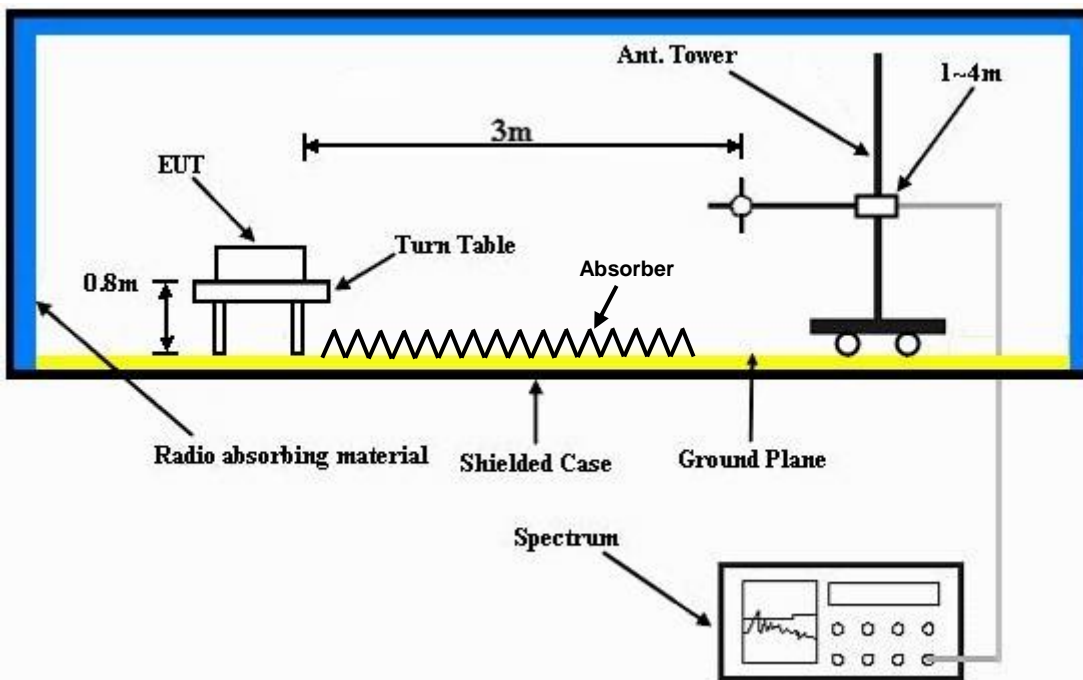 Ant. Tower
1~4m
3m
EUT
Turn Table
Absorber
0.8m
Radio absorbing material
Shielded Case
Ground Plane
Spectrum